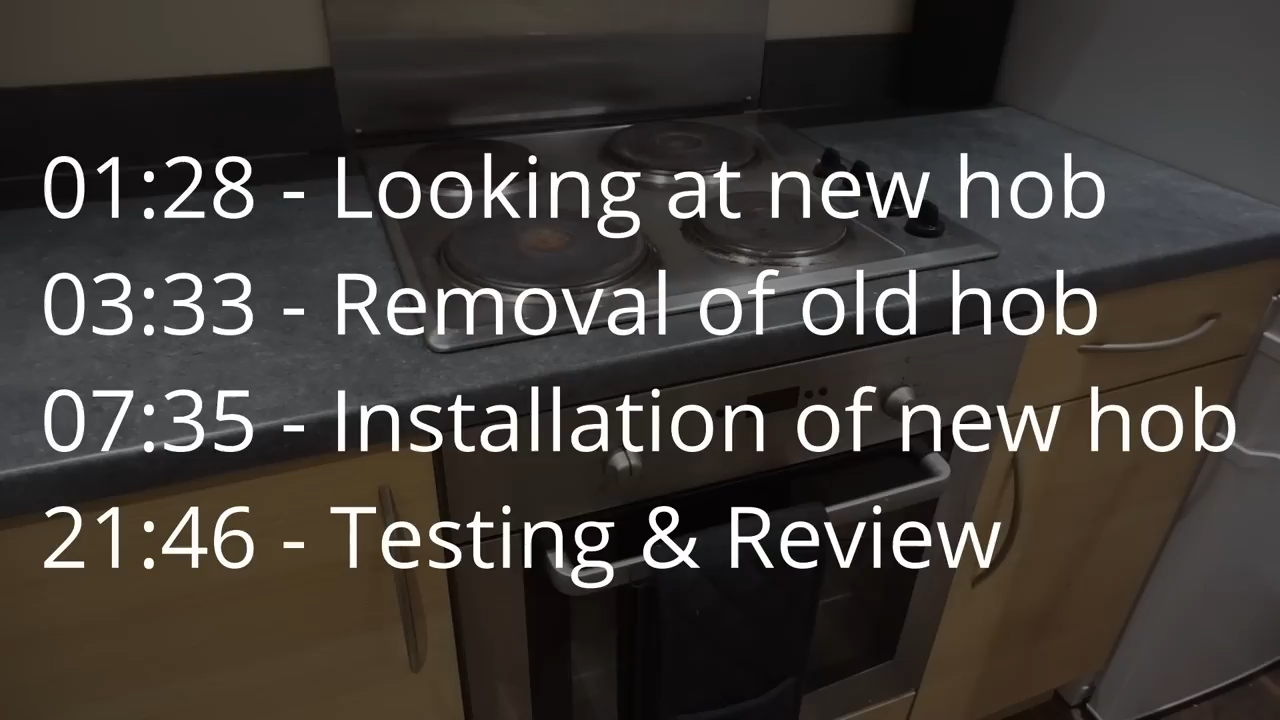 01:28 - Looking at new hob
03:33 - Removal of old hob
07:35 - Installation of new hob
21:46 - Testing & Review